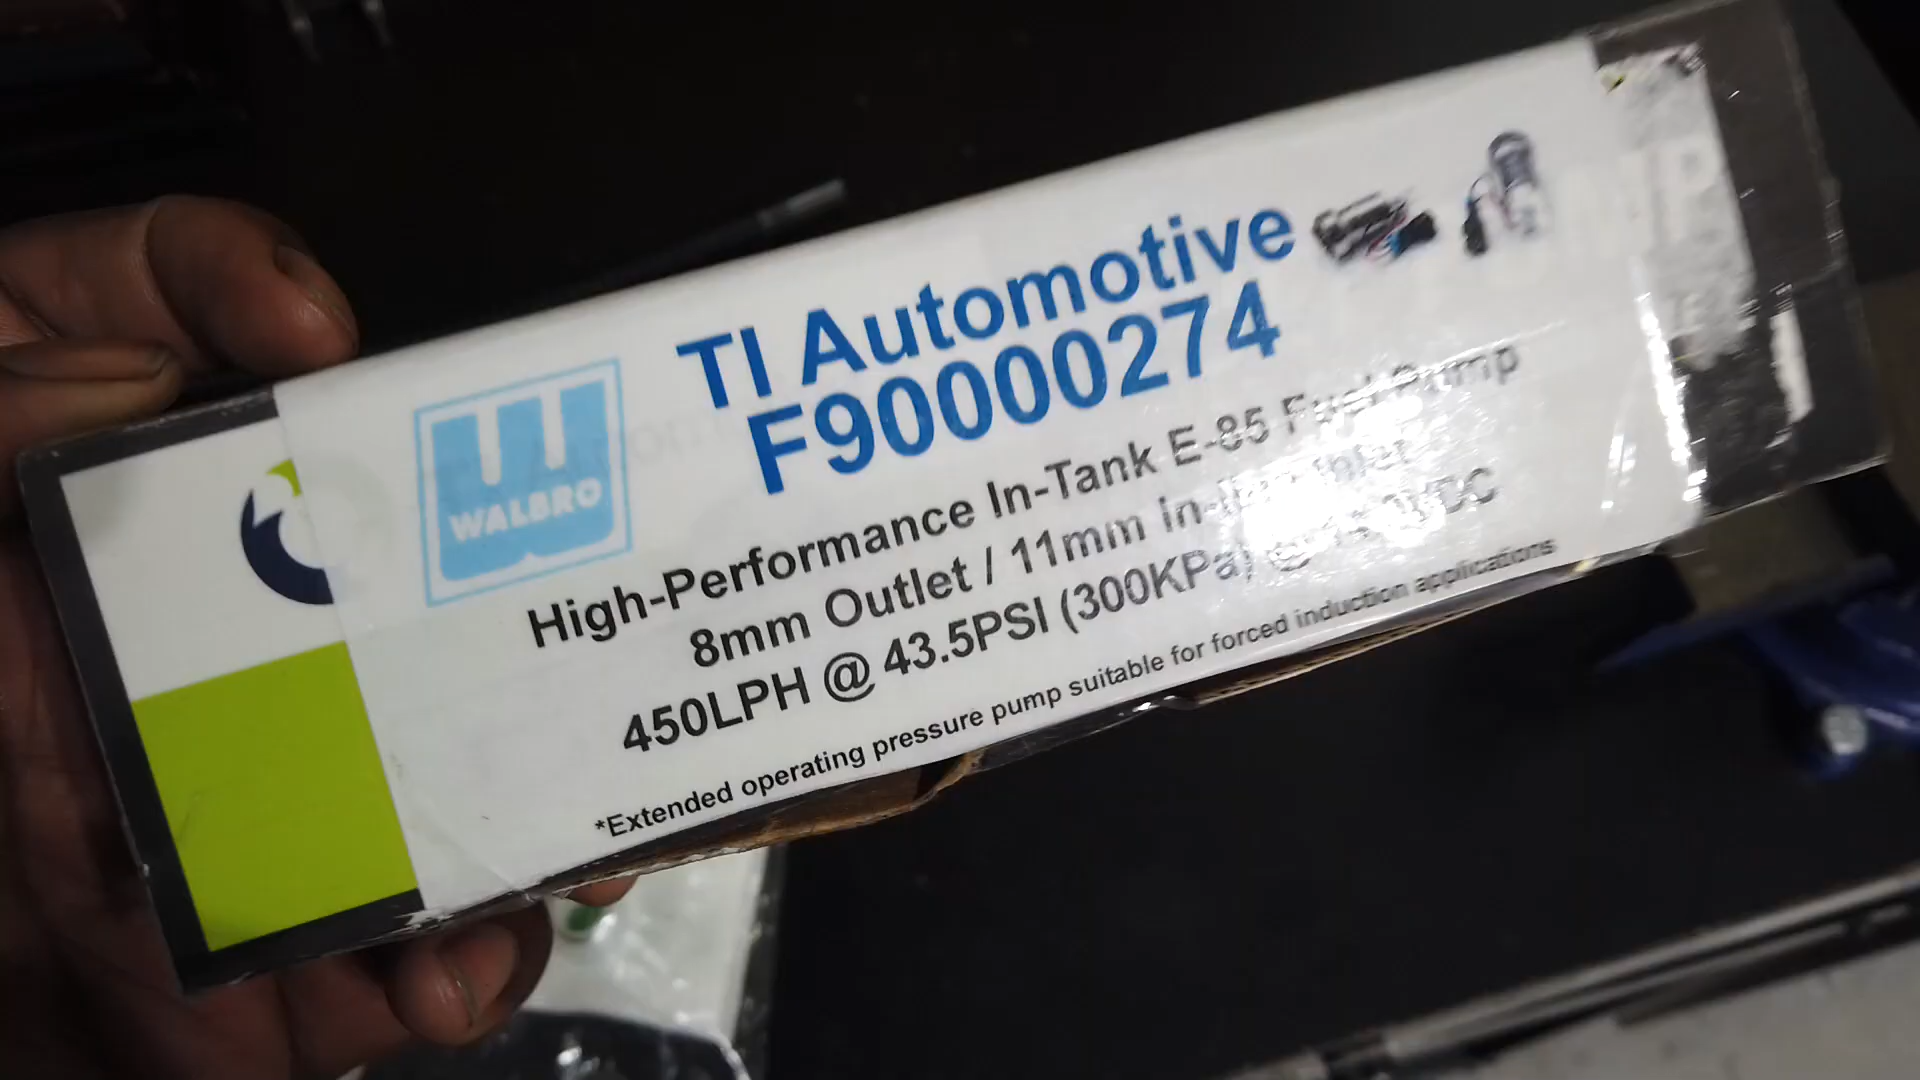 WALBRO
TI Automotive
F90000274
High-Performance In-Tank E-85 Fuel Pump
8mm Outlet / 11mm In-line Inlet
450LPH @ 43.5PSI (300KPa) @ VDC
*Extended operating pressure pump suitable for forced induction applications